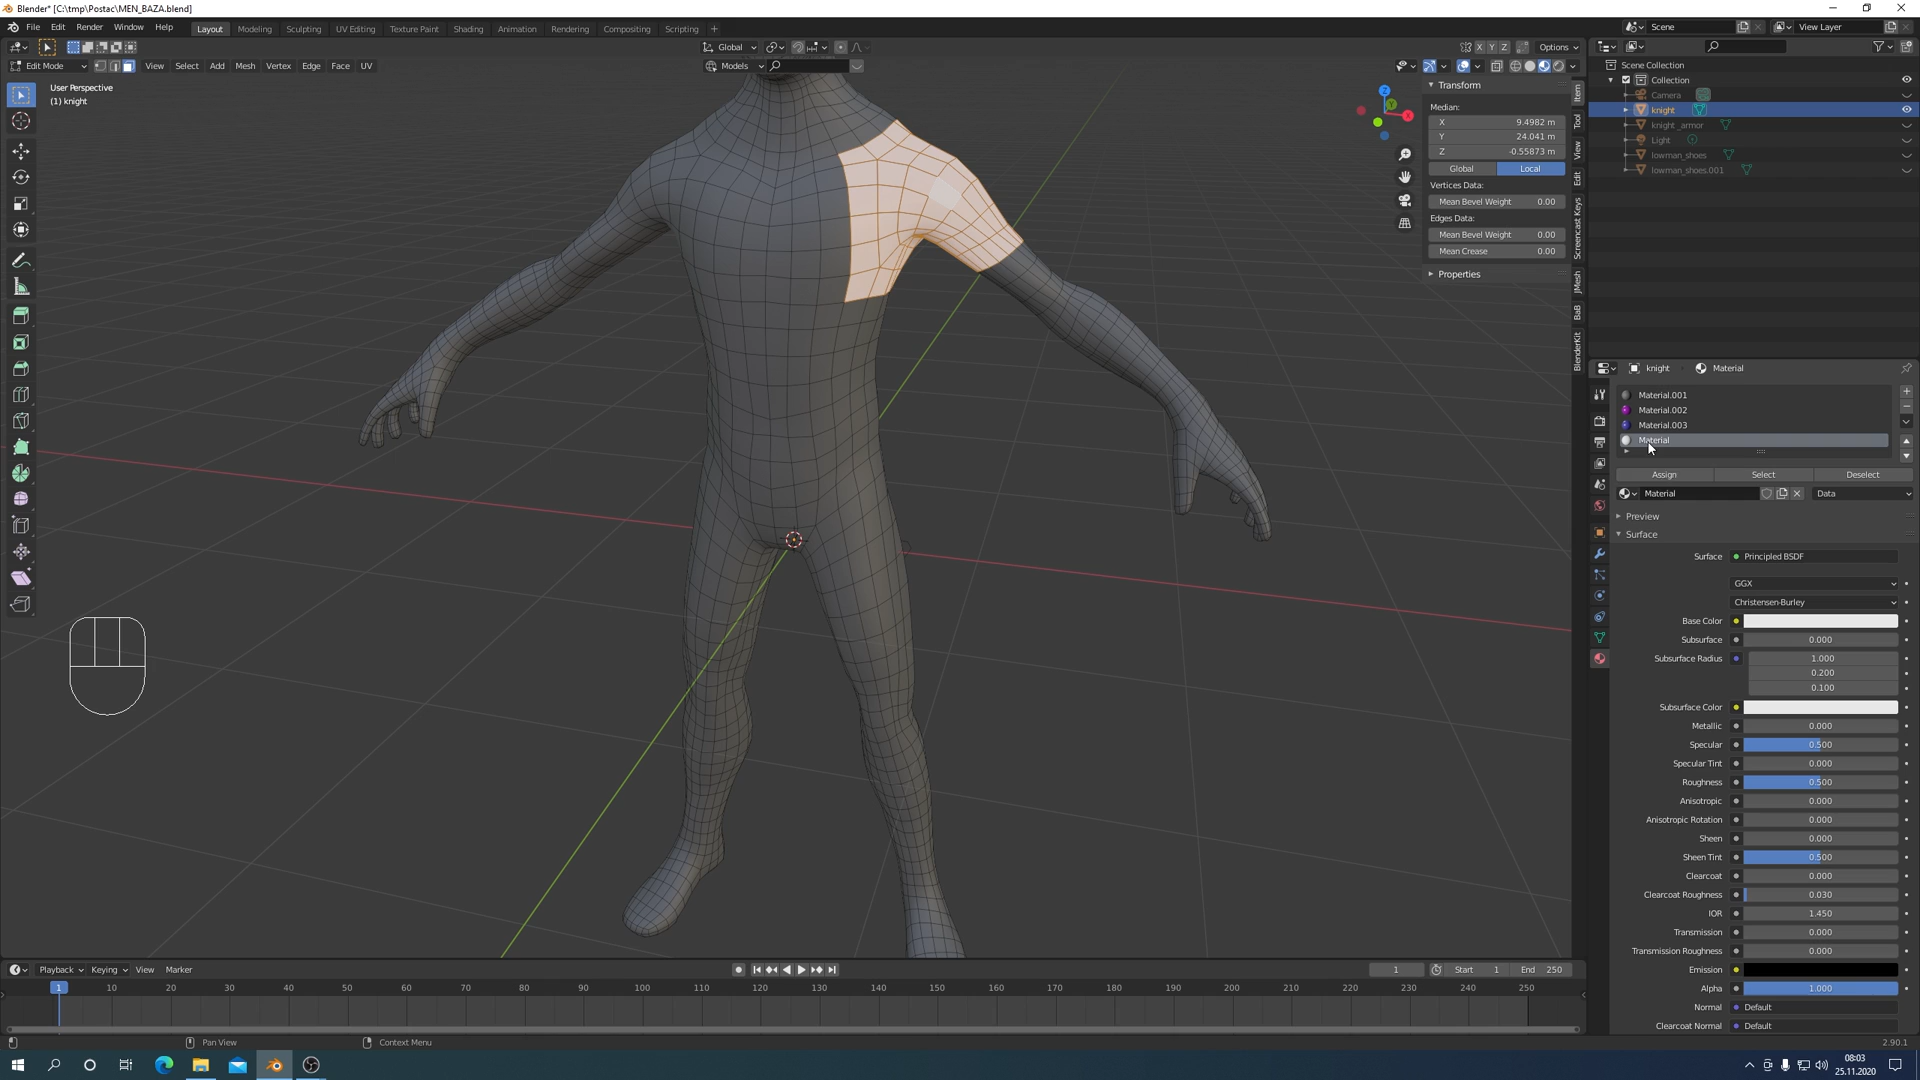 Blender* [C:\tmp\Postac\MEN_BAZA.blend]
File Edit Render Window Help
Layout Modeling Sculpting UV Editing Texture Paint Shading Animation Rendering Compositing Scripting +
Scene
View Layer
Global
X Y Z
Options
Edit Mode View Select Add Mesh Vertex Edge Face UV
Models
User Perspective
(1) knight
Z
Y
X
Transform
Median:
X 9.4982 m
Y 24.041 m
Z -0.55873 m
Global Local
Vertices Data:
Mean Bevel Weight 0.00
Edges Data:
Mean Bevel Weight 0.00
Mean Crease 0.00
Properties
Item
Tool
View
Edit
Screencast Keys
JMesh
BaB
BlenderKit
Scene Collection
Collection
Camera
knight
knight _armor
Light
lowman_shoes
lowman_shoes.001
knight Material
Material.001
Material.002
Material.003
Material
Assign Select Deselect
Material Data
Preview
Surface
Surface Principled BSDF
GGX
Christensen-Burley
Base Color
Subsurface 0.000
Subsurface Radius 1.000
0.200
0.100
Subsurface Color
Metallic 0.000
Specular 0.500
Specular Tint 0.000
Roughness 0.500
Anisotropic 0.000
Anisotropic Rotation 0.000
Sheen 0.000
Sheen Tint 0.500
Clearcoat 0.000
Clearcoat Roughness 0.030
IOR 1.450
Transmission 0.000
Transmission Roughness 0.000
Emission
Alpha 1.000
Normal Default
Clearcoat Normal Default
Playback Keying View Marker
1 Start 1 End 250
1 10 20 30 40 50 60 70 80 90 100 110 120 130 140 150 160 170 180 190 200 210 220 230 240 250
Pan View Context Menu 2.90.1
08:03
25.11.2020